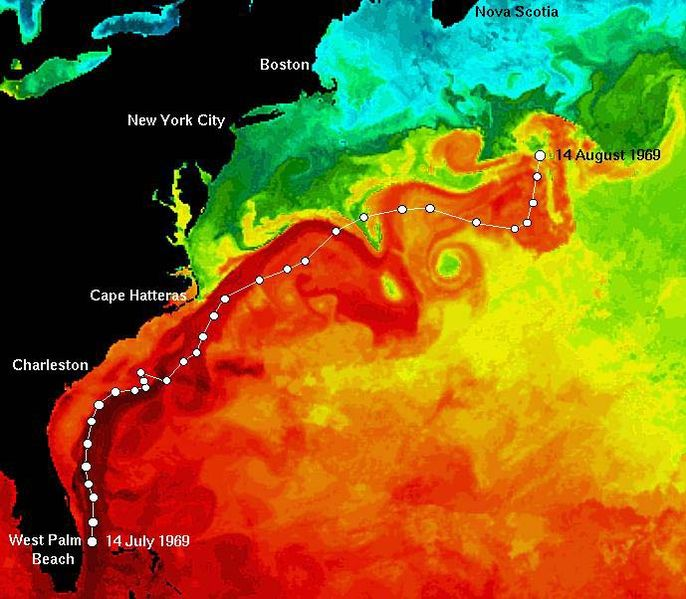 Nova Scotia
Boston
New York City
14 August 1969
Cape Hatteras
Charleston
West Palm
Beach
14 July 1969